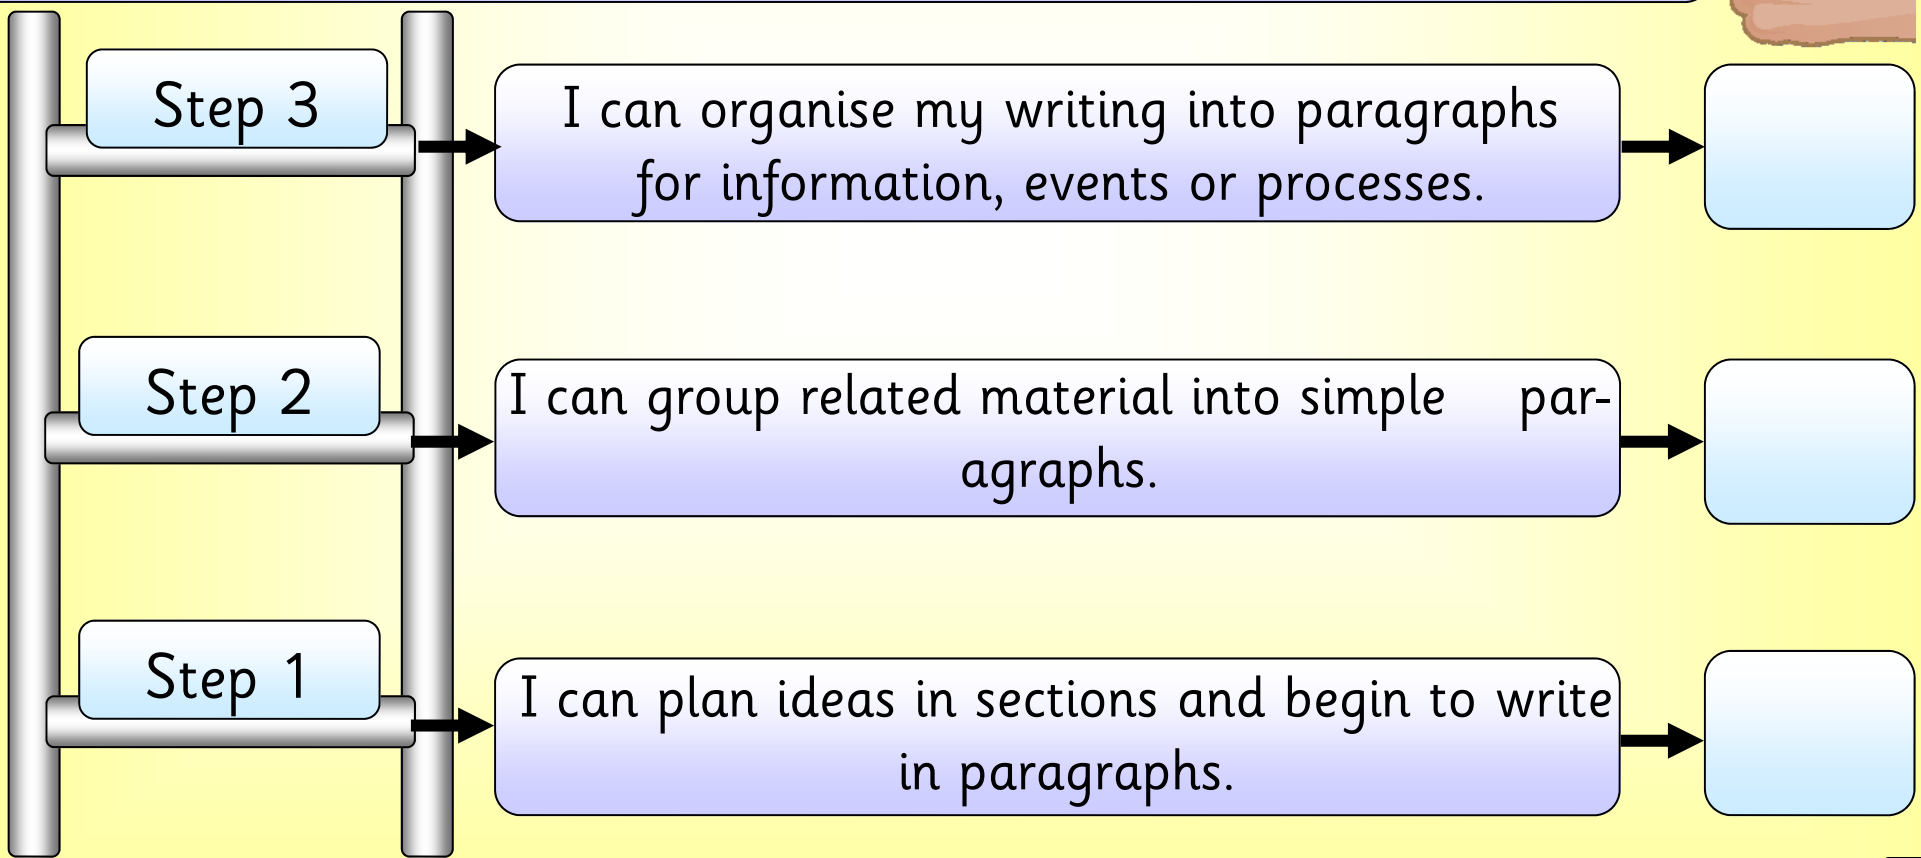 Step 3
I can organise my writing into paragraphs
for information, events or processes.
Step 2
I can group related material into simple par-
agraphs.
Step 1
I can plan ideas in sections and begin to write
in paragraphs.